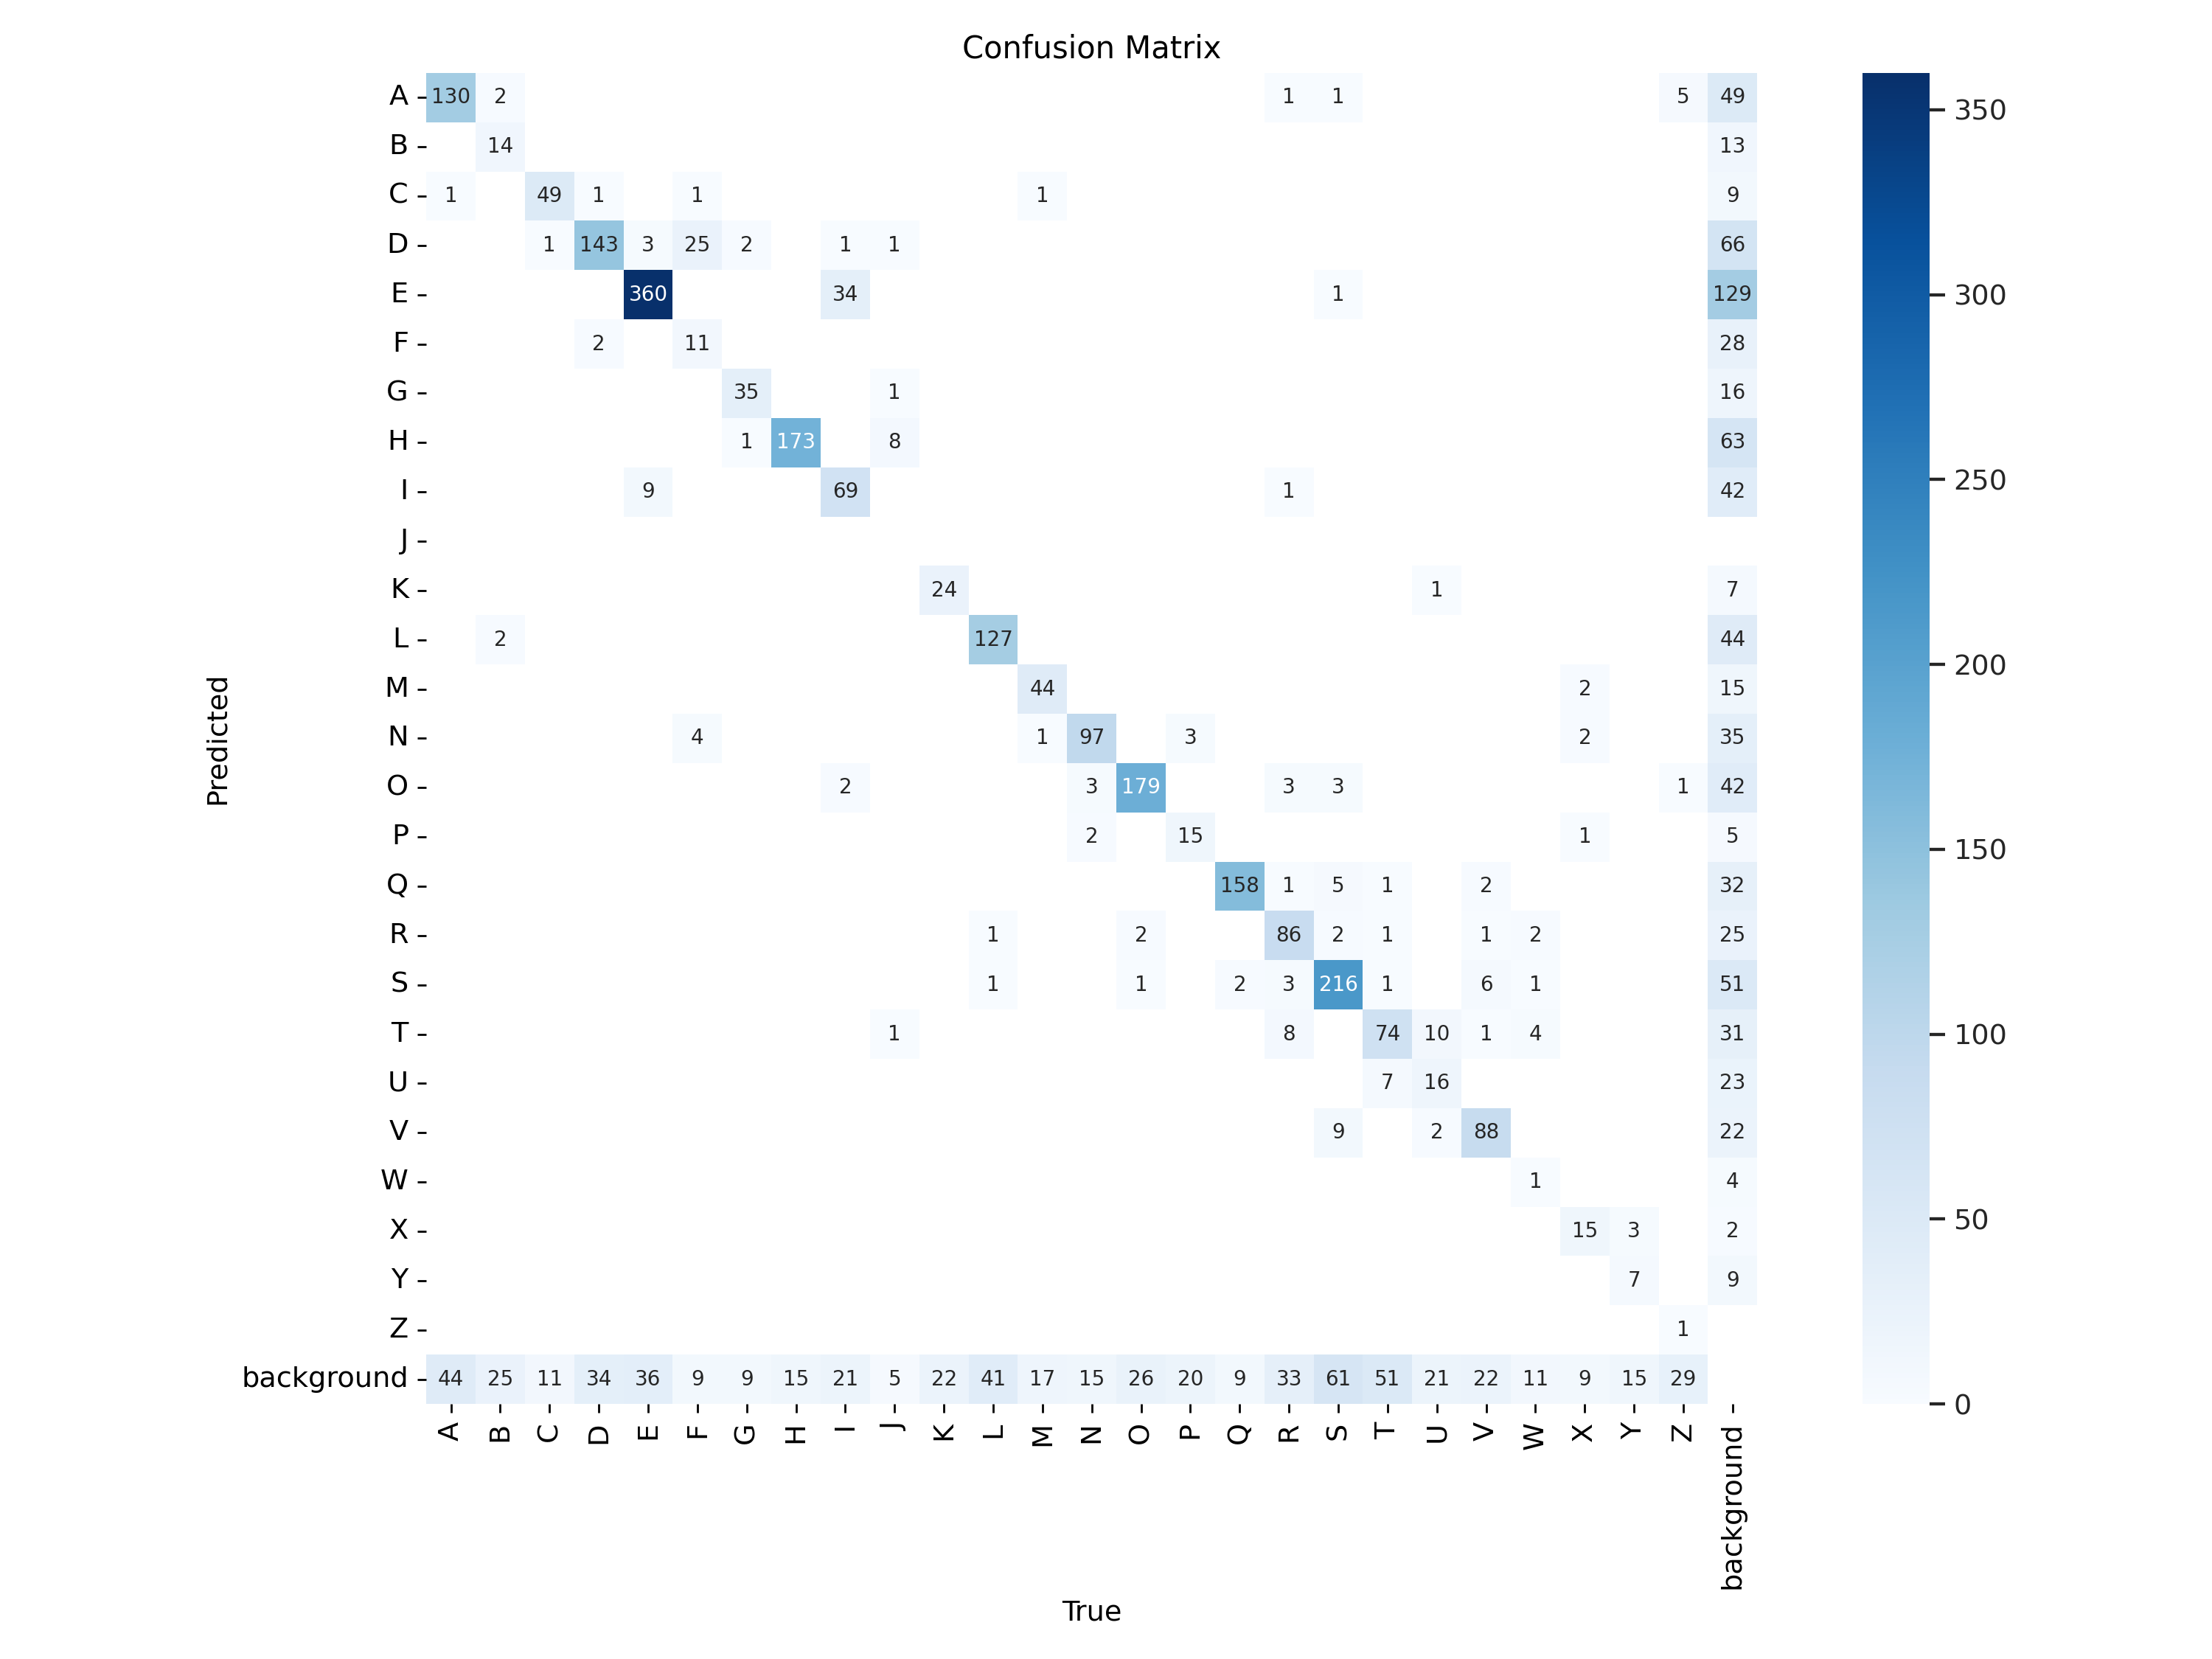 Confusion Matrix
A 130 2 1 1 5 49
B 14 13
C 1 49 1 1 1 9
D 1 143 3 25 2 1 1 66
E 360 34 1 129
F 2 11 28
G 35 1 16
H 1 173 8 63
I 9 69 1 42
J
K 24 1 7
L 2 127 44
M 44 2 15
N 4 1 97 3 2 35
O 2 3 179 3 3 1 42
P 2 15 1 5
Q 158 1 5 1 2 32
R 1 2 86 2 1 1 2 25
S 1 1 2 3 216 1 6 1 51
T 1 8 74 10 1 4 31
U 7 16 23
V 9 2 88 22
W 1 4
X 15 3 2
Y 7 9
Z 1
background 44 25 11 34 36 9 9 15 21 5 22 41 17 15 26 20 9 33 61 51 21 22 11 9 15 29
A B C D E F G H I J K L M N O P Q R S T U V W X Y Z background
Predicted
True
350
300
250
200
150
100
50
0